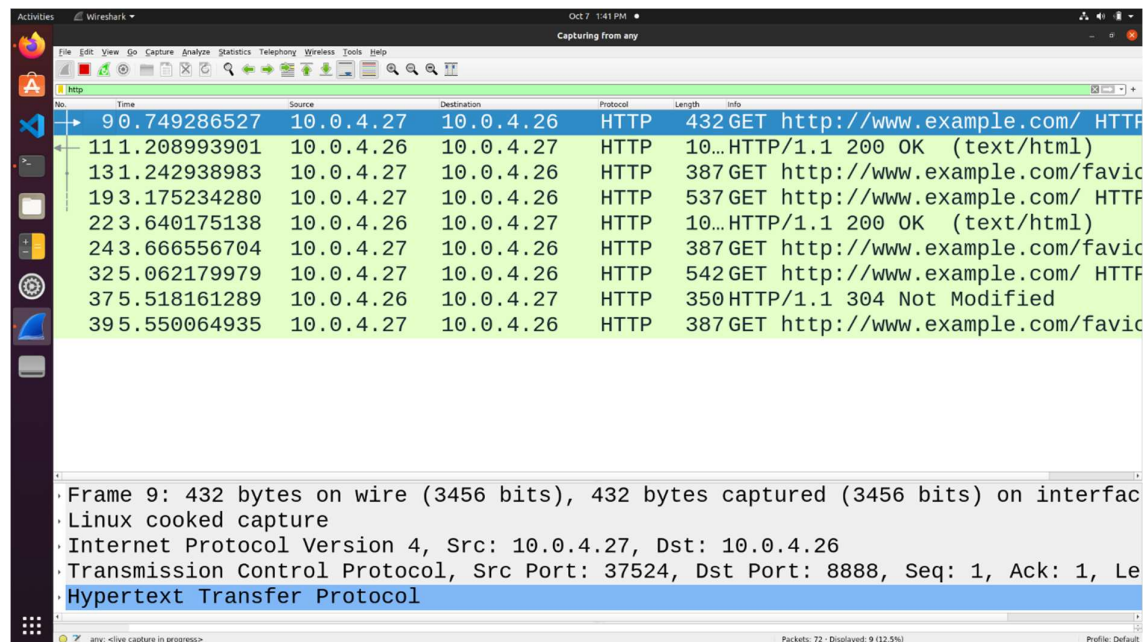 Activities Wireshark Oct 7 1:41 PM
Capturing from any
File Edit View Go Capture Analyze Statistics Telephony Wireless Tools Help
http
No. Time Source Destination Protocol Length Info
9 0.749286527 10.0.4.27 10.0.4.26 HTTP 432 GET http://www.example.com/ HTTP
11 1.208993901 10.0.4.26 10.0.4.27 HTTP 10… HTTP/1.1 200 OK (text/html)
13 1.242938983 10.0.4.27 10.0.4.26 HTTP 387 GET http://www.example.com/favic
19 3.175234280 10.0.4.27 10.0.4.26 HTTP 537 GET http://www.example.com/ HTTP
22 3.640175138 10.0.4.26 10.0.4.27 HTTP 10… HTTP/1.1 200 OK (text/html)
24 3.666556704 10.0.4.27 10.0.4.26 HTTP 387 GET http://www.example.com/favic
32 5.062179979 10.0.4.27 10.0.4.26 HTTP 542 GET http://www.example.com/ HTTP
37 5.518161289 10.0.4.26 10.0.4.27 HTTP 350 HTTP/1.1 304 Not Modified
39 5.550064935 10.0.4.27 10.0.4.26 HTTP 387 GET http://www.example.com/favic
Frame 9: 432 bytes on wire (3456 bits), 432 bytes captured (3456 bits) on interfac
Linux cooked capture
Internet Protocol Version 4, Src: 10.0.4.27, Dst: 10.0.4.26
Transmission Control Protocol, Src Port: 37524, Dst Port: 8888, Seq: 1, Ack: 1, Le
Hypertext Transfer Protocol
any: <live capture in progress> Packets: 72 · Displayed: 9 (12.5%) Profile: Default